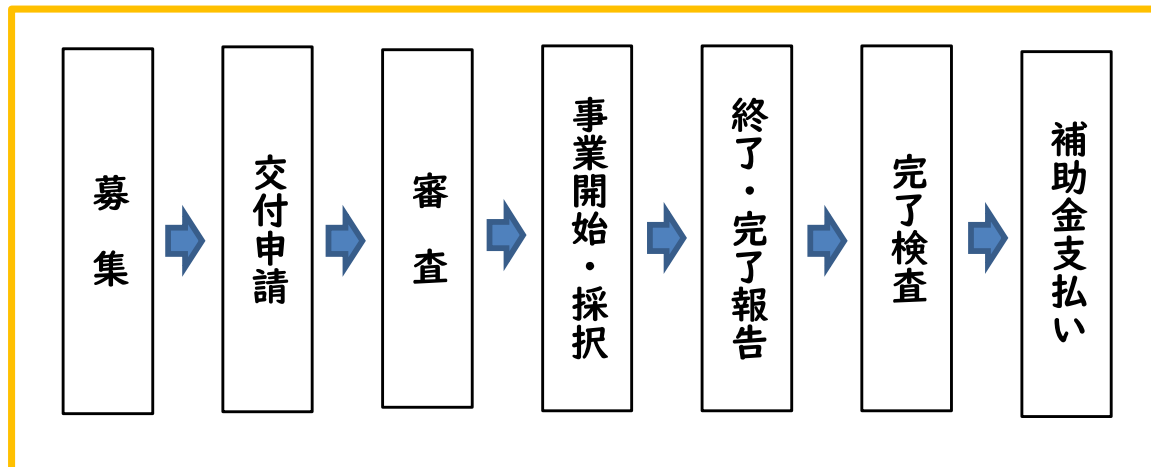 募集
交付申請
審査
事業開始・採択
終了・完了報告
完了検査
補助金支払い